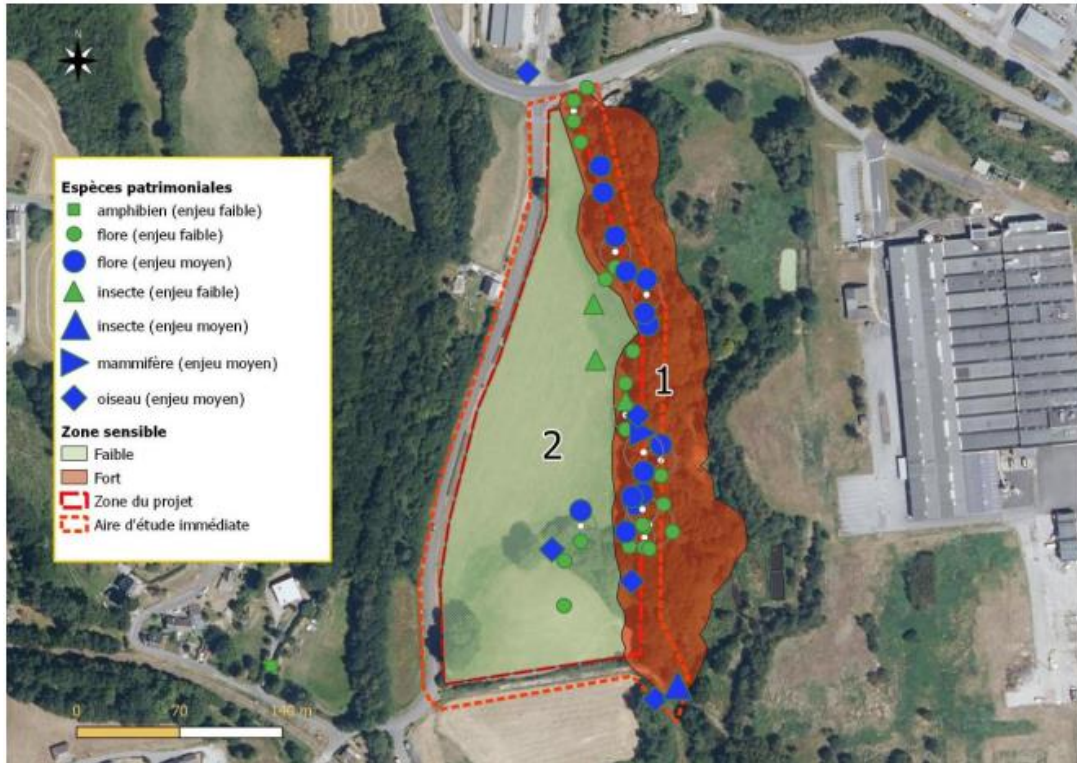 N
Espèces patrimoniales
amphibien (enjeu faible)
flore (enjeu faible)
flore (enjeu moyen)
insecte (enjeu faible)
insecte (enjeu moyen)
mammifère (enjeu moyen)
oiseau (enjeu moyen)
Zone sensible
Faible
Fort
Zone du projet
Aire d'étude immédiate
1
2
0 70 140 m